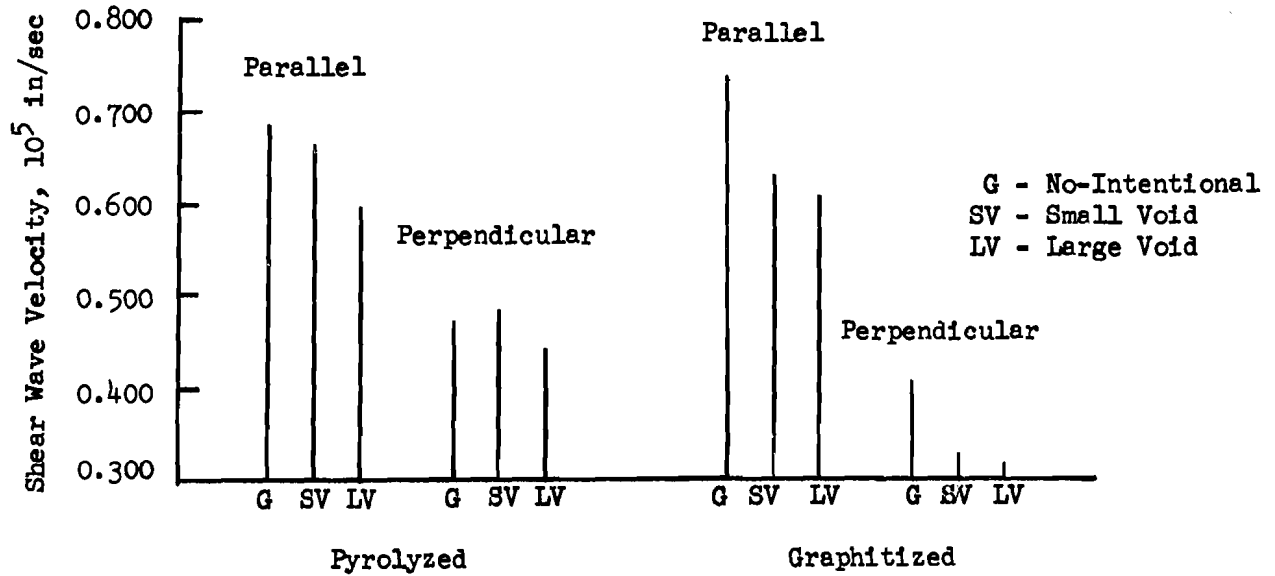 Shear Wave Velocity, 10^5 in/sec
0.800
0.700
0.600
0.500
0.400
0.300
Parallel
Perpendicular
Parallel
Perpendicular
G - No-Intentional
SV - Small Void
LV - Large Void
G SV LV G SV LV G SV LV G SV LV
Pyrolyzed Graphitized